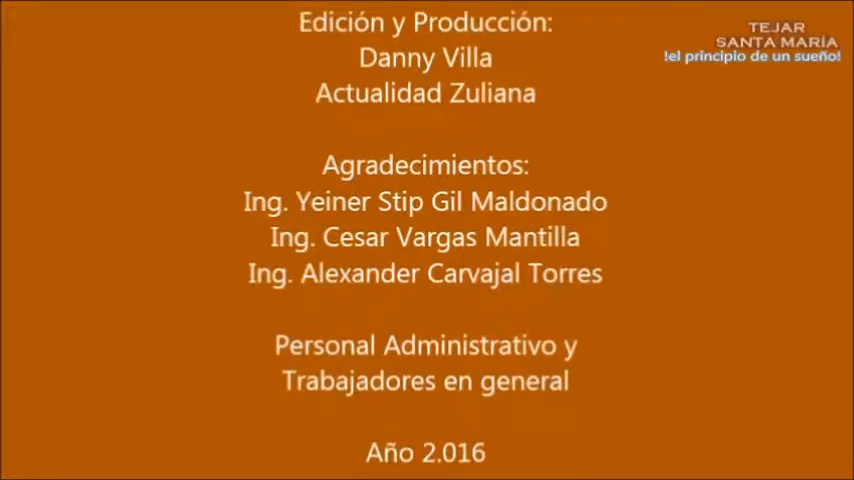 Edición y Producción:
Danny Villa
Actualidad Zuliana
TEJAR
SANTA MARÍA
!el principio de un sueño!
Agradecimientos:
Ing. Yeiner Stip Gil Maldonado
Ing. Cesar Vargas Mantilla
Ing. Alexander Carvajal Torres
Personal Administrativo y
Trabajadores en general
Año 2.016